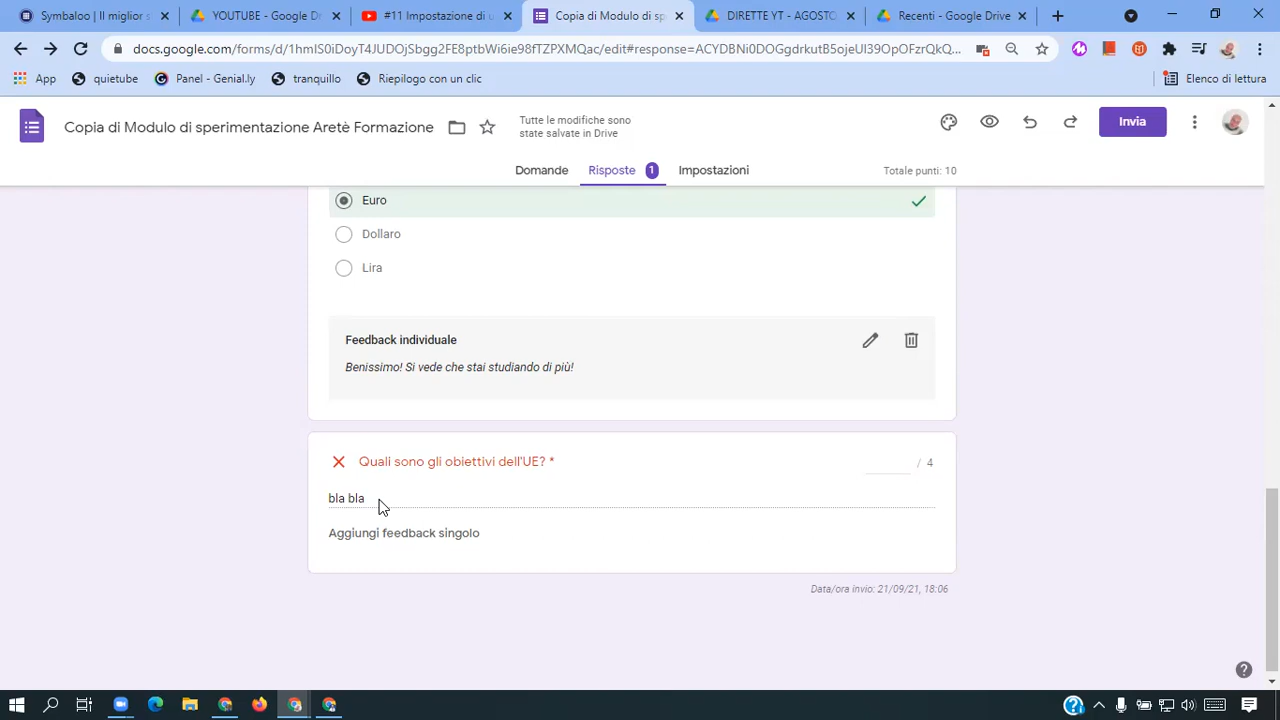 Symbaloo | Il miglior s
YOUTUBE - Google D
#11 Impostazione di u
Copia di Modulo di sp
DIRETTE YT - AGOSTO
Recenti - Google Drive
docs.google.com/forms/d/1hmIS0iDoyT4JUDOjSbgg2FE8ptbWi6ie98fTZPXMQac/edit#response=ACYDBNi0DOGgdrkutB5ojeUI39OpOFzrQkQ...
App
quietube
Panel - Genial.ly
tranquillo
Riepilogo con un clic
Elenco di lettura
Copia di Modulo di sperimentazione Aretè Formazione
Tutte le modifiche sono
state salvate in Drive
Invia
Domande
Risposte 1
Impostazioni
Totale punti: 10
Euro
Dollaro
Lira
Feedback individuale
Benissimo! Si vede che stai studiando di più!
Quali sono gli obiettivi dell'UE? *
/ 4
bla bla
Aggiungi feedback singolo
Data/ora invio: 21/09/21, 18:06